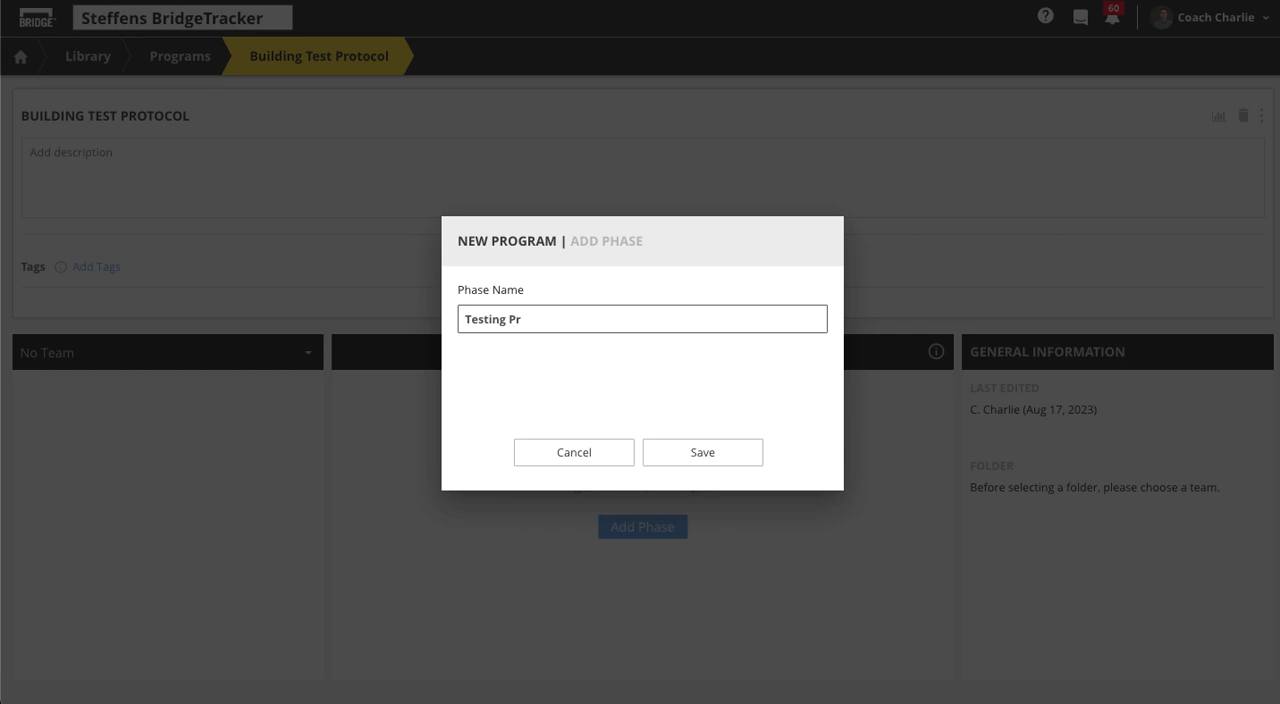 BRIDGE
Steffens BridgeTracker
60
Coach Charlie
Library
Programs
Building Test Protocol
BUILDING TEST PROTOCOL
Add description
Tags
Add Tags
NEW PROGRAM | ADD PHASE
Phase Name
Testing Pr
Cancel
Save
No Team
Add Phase
GENERAL INFORMATION
LAST EDITED
C. Charlie (Aug 17, 2023)
FOLDER
Before selecting a folder, please choose a team.